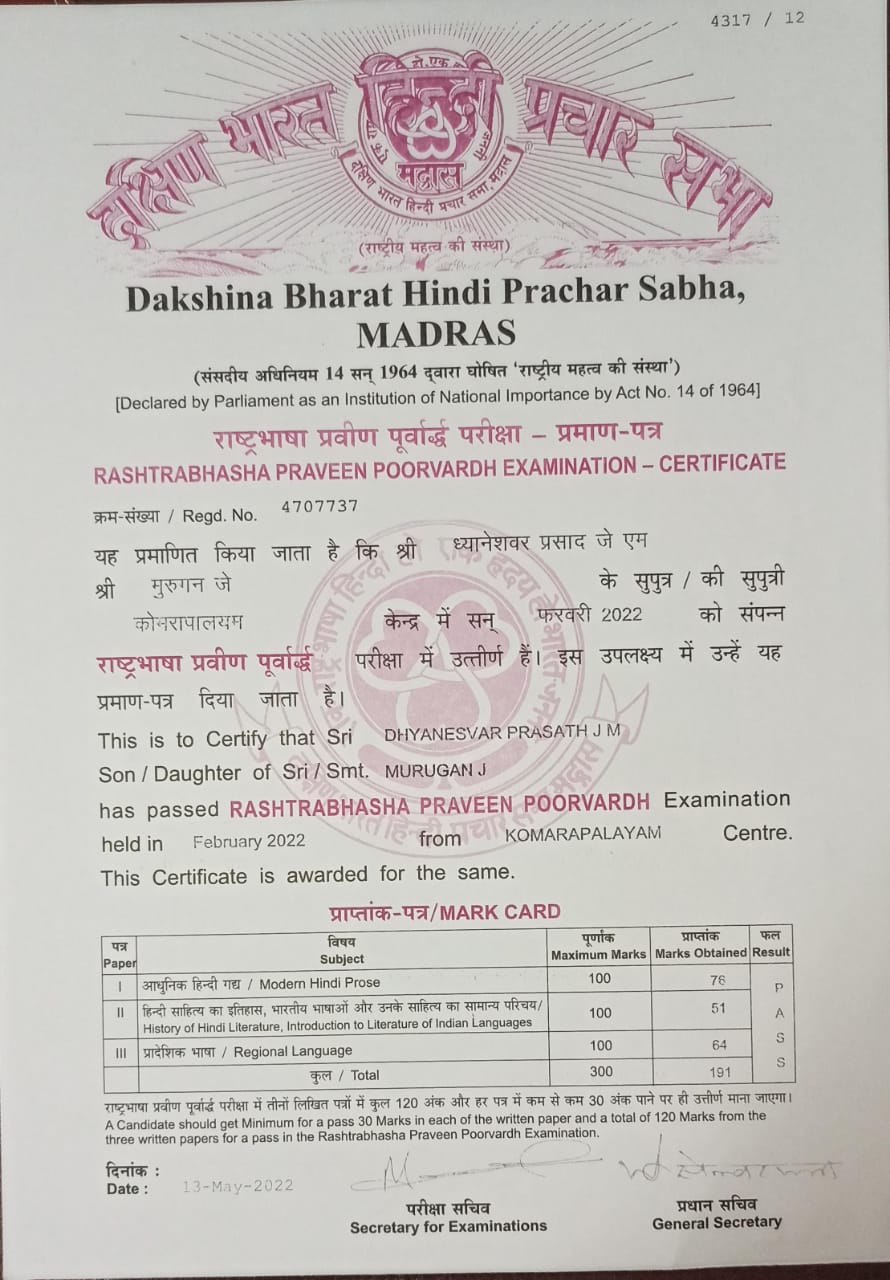 4317 / 12
दक्षिण भारत हिन्दी प्रचार सभा
मद्रास
दक्षिण भारत हिन्दी प्रचार सभा, मद्रास
(राष्ट्रीय महत्व की संस्था)
Dakshina Bharat Hindi Prachar Sabha,
MADRAS
(संसदीय अधिनियम 14 सन् 1964 द्वारा घोषित 'राष्ट्रीय महत्व की संस्था')
[Declared by Parliament as an Institution of National Importance by Act No. 14 of 1964]
राष्ट्रभाषा प्रवीण पूर्वार्द्ध परीक्षा – प्रमाण-पत्र
RASHTRABHASHA PRAVEEN POORVARDH EXAMINATION – CERTIFICATE
क्रम-संख्या / Regd. No. 4707737
यह प्रमाणित किया जाता है कि श्री ध्यानेशवर प्रसाद जे एम
श्री मुरुगन जे के सुपुत्र / की सुपुत्री
कोमरापालयम केन्द्र में सन् फरवरी 2022 को संपन्न
राष्ट्रभाषा प्रवीण पूर्वार्द्ध परीक्षा में उत्तीर्ण हैं। इस उपलक्ष्य में उन्हें यह
प्रमाण-पत्र दिया जाता है।
This is to Certify that Sri DHYANESVAR PRASATH J M
Son / Daughter of Sri / Smt. MURUGAN J
has passed RASHTRABHASHA PRAVEEN POORVARDH Examination
held in February 2022 from KOMARAPALAYAM Centre.
This Certificate is awarded for the same.
प्राप्तांक-पत्र/MARK CARD
पत्र विषय पूर्णांक प्राप्तांक फल
Paper Subject Maximum Marks Marks Obtained Result
I आधुनिक हिन्दी गद्य / Modern Hindi Prose 100 76 P
II हिन्दी साहित्य का इतिहास, भारतीय भाषाओं और उनके साहित्य का सामान्य परिचय/ 100 51 A
History of Hindi Literature, Introduction to Literature of Indian Languages
III प्रादेशिक भाषा / Regional Language 100 64 S
कुल / Total 300 191 S
राष्ट्रभाषा प्रवीण पूर्वार्द्ध परीक्षा में तीनों लिखित पत्रों में कुल 120 अंक और हर पत्र में कम से कम 30 अंक पाने पर ही उत्तीर्ण माना जाएगा।
A Candidate should get Minimum for a pass 30 Marks in each of the written paper and a total of 120 Marks from the
three written papers for a pass in the Rashtrabhasha Praveen Poorvardh Examination.
दिनांक :
Date : 13-May-2022
परीक्षा सचिव
Secretary for Examinations
प्रधान सचिव
General Secretary